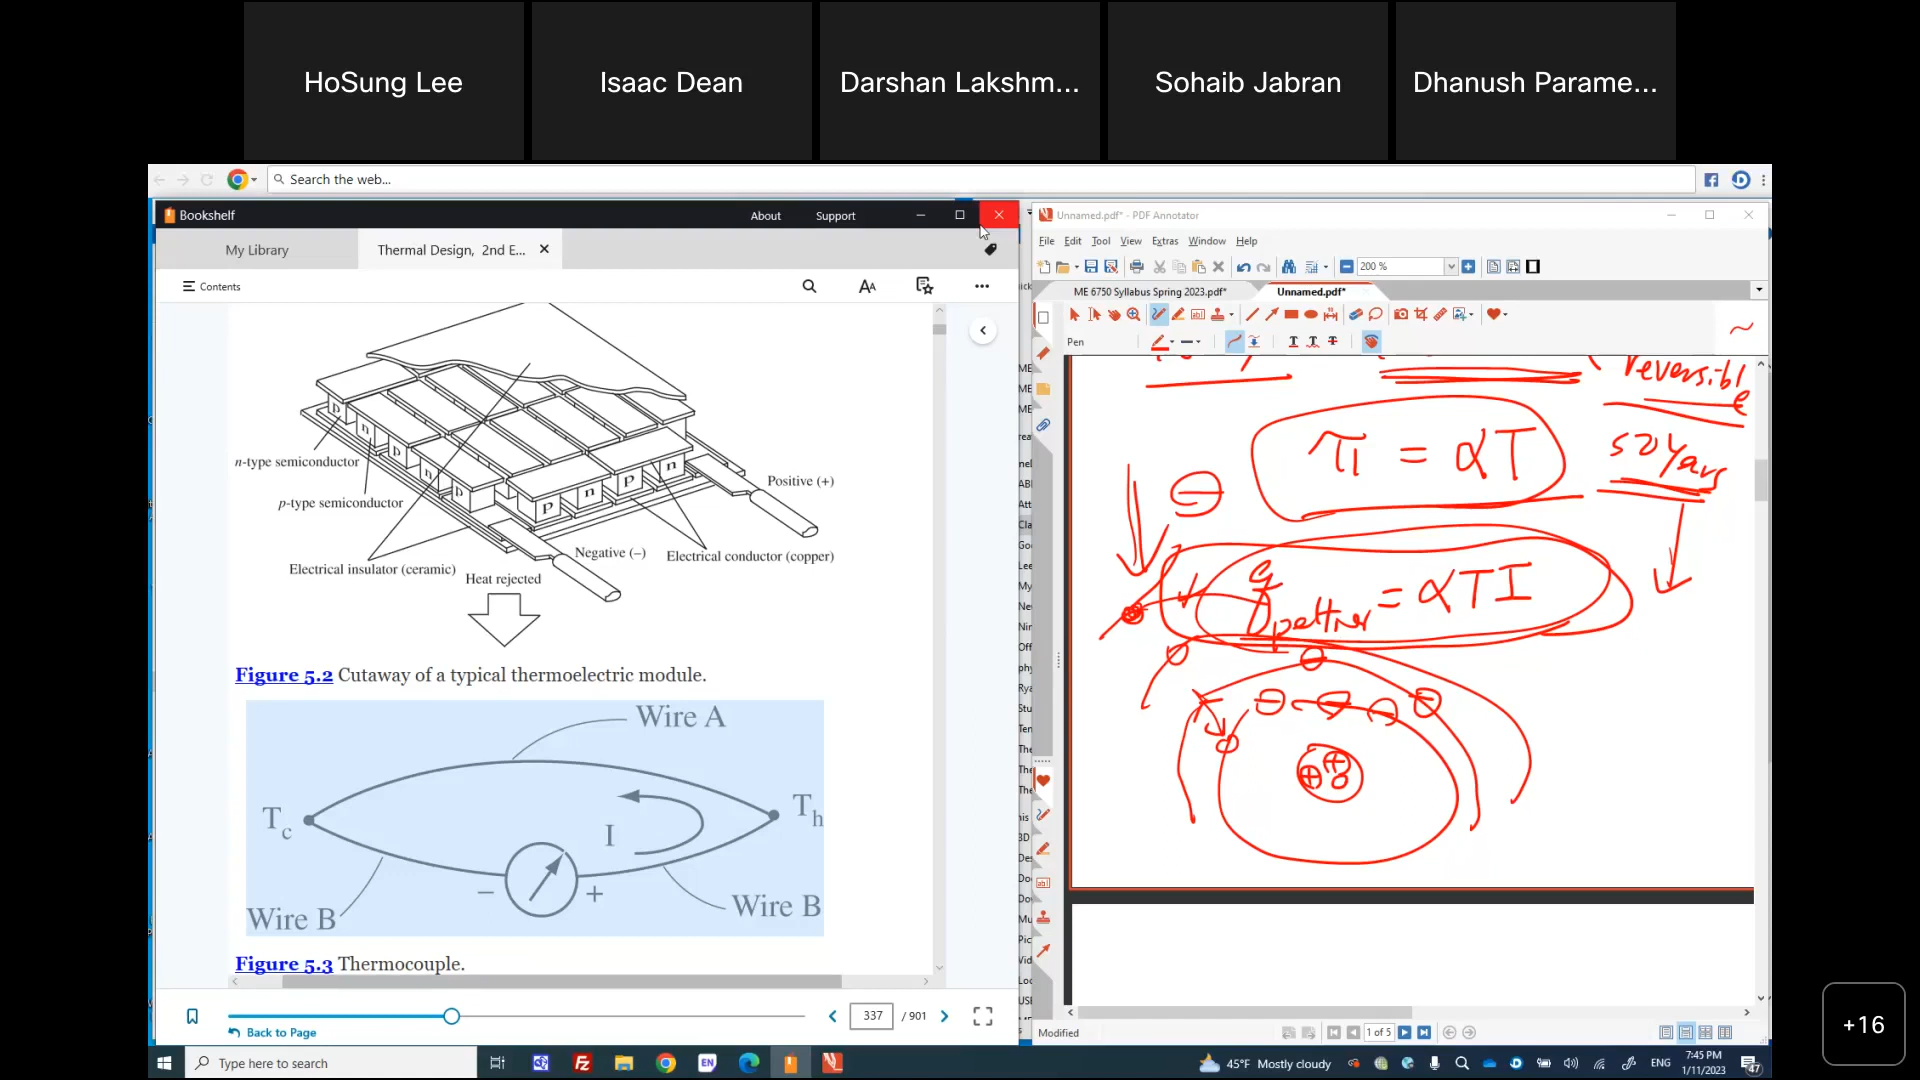 HoSung Lee
Isaac Dean
Darshan Lakshm...
Sohaib Jabran
Dhanush Parame...
Search the web...
Bookshelf
About
Support
My Library
Thermal Design, 2nd E...
Contents
p
n
p
n
p
p
n
p
n
n-type semiconductor
p-type semiconductor
Positive (+)
Negative (–)
Electrical conductor (copper)
Electrical insulator (ceramic)
Heat rejected
Figure 5.2 Cutaway of a typical thermoelectric module.
Wire A
Tc
Th
I
–
+
Wire B
Wire B
Figure 5.3 Thermocouple.
337 / 901
Back to Page
Unnamed.pdf* - PDF Annotator
File Edit Tool View Extras Window Help
200 %
ME 6750 Syllabus Spring 2023.pdf*
Unnamed.pdf*
Pen
reversible
π = αT
50 Years
= αTI
Modified
1 of 5
Type here to search
45°F Mostly cloudy
ENG
7:45 PM
1/11/2023
47
+16